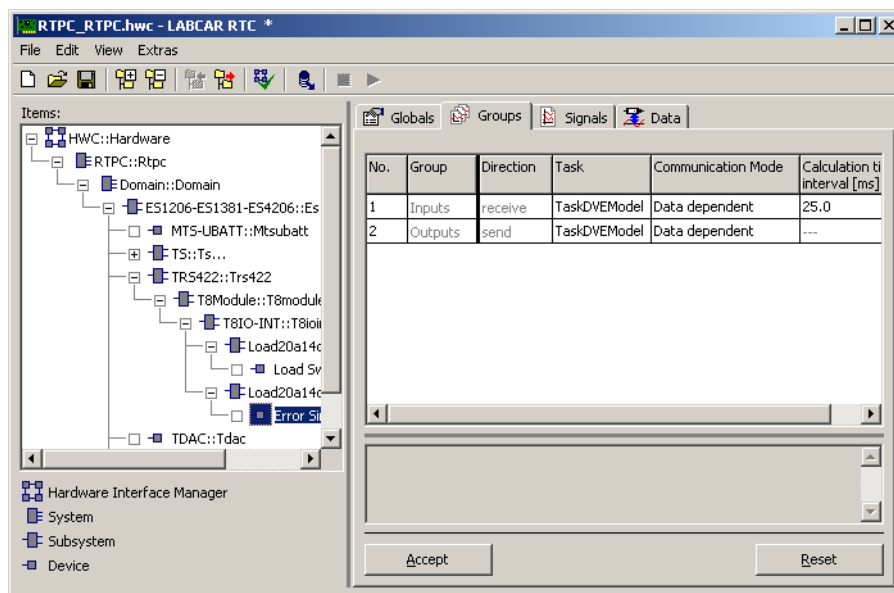 RTPC_RTPC.hwc - LABCAR RTC *
File Edit View Extras
Items:
HWC::Hardware
RTPC::Rtpc
Domain::Domain
ES1206-ES1381-ES4206::Es
MTS-UBATT::Mtsubatt
TS::Ts...
TRS422::Trs422
T8Module::T8module
T8IO-INT::T8ioi
Load20a14c
Load Sw
Load20a14c
Error Si
TDAC::Tdac
Hardware Interface Manager
System
Subsystem
Device
Globals Groups Signals Data
No. Group Direction Task Communication Mode Calculation ti
interval [ms]
1 Inputs receive TaskDVEModel Data dependent 25.0
2 Outputs send TaskDVEModel Data dependent ---
Accept Reset